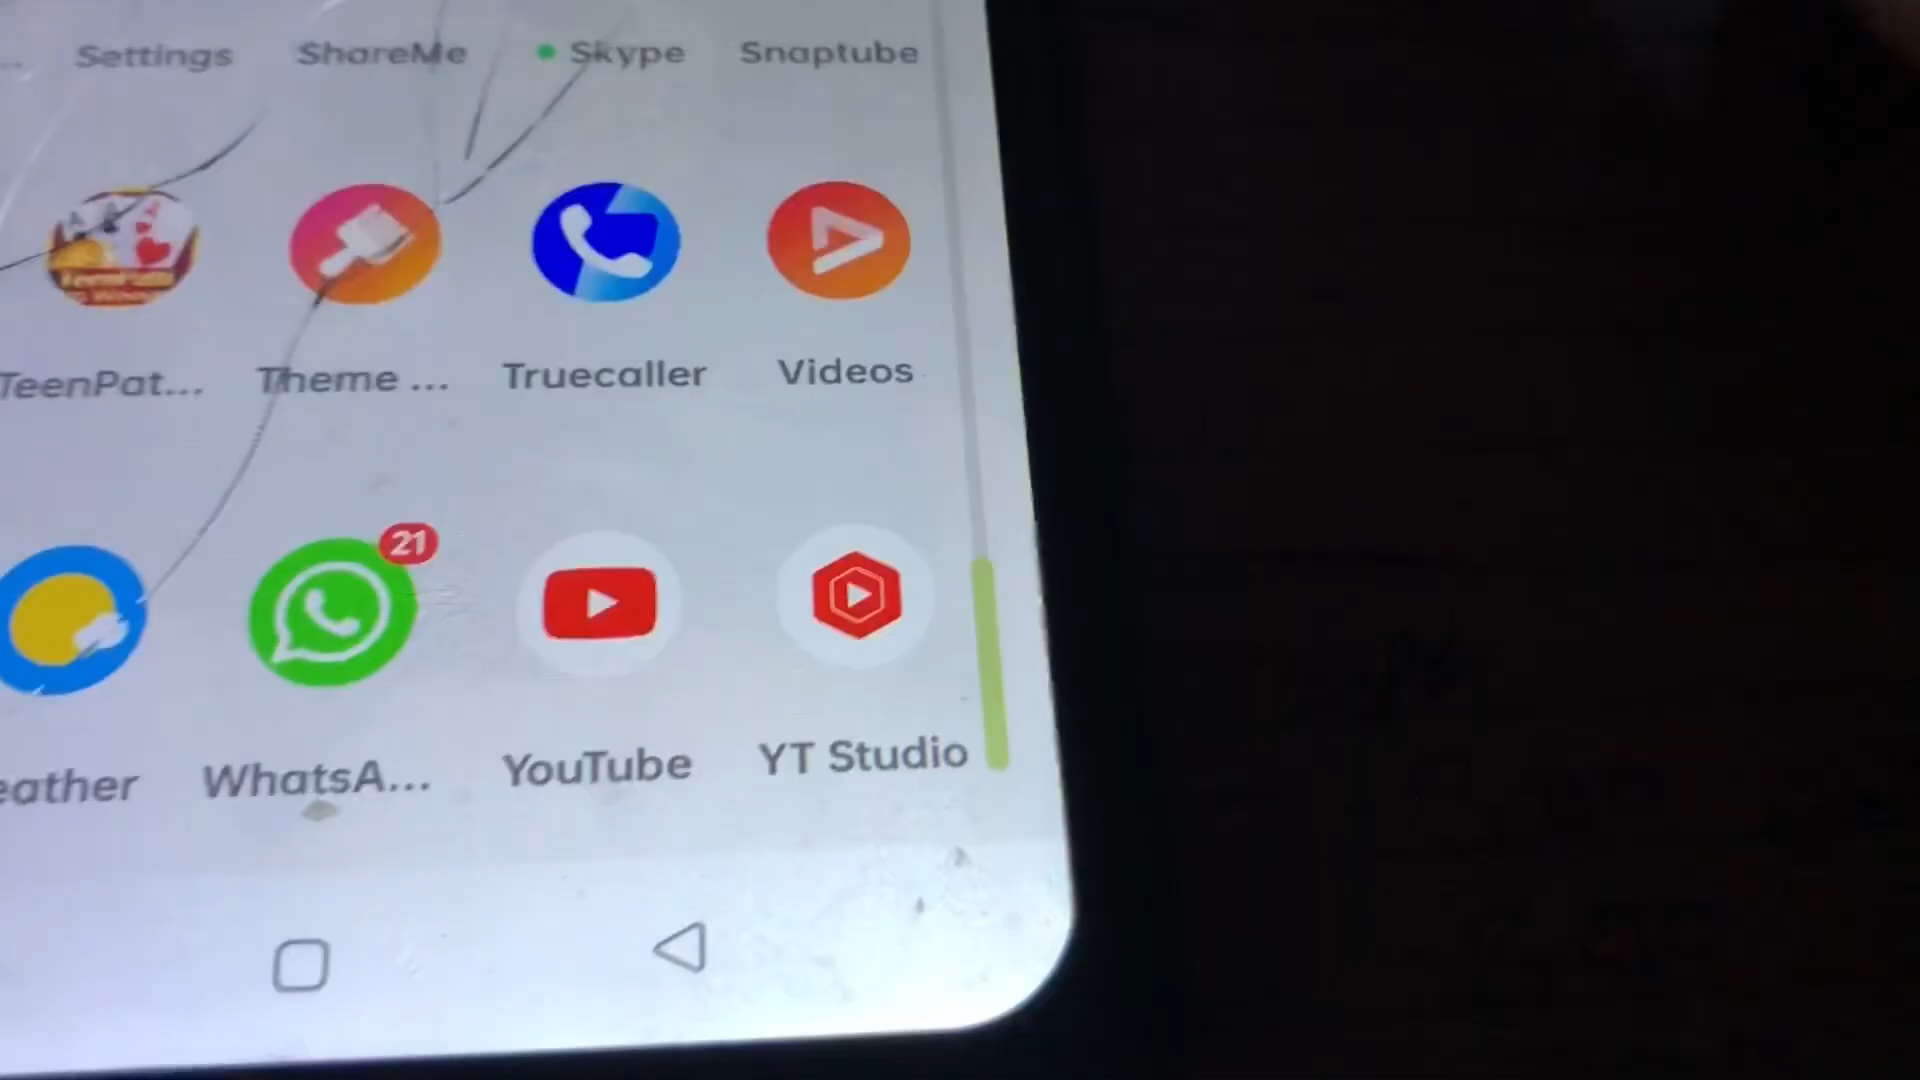 Settings ShareMe Skype Snaptube
TeenPat... Theme ... Truecaller Videos
21
eather WhatsA... YouTube YT Studio